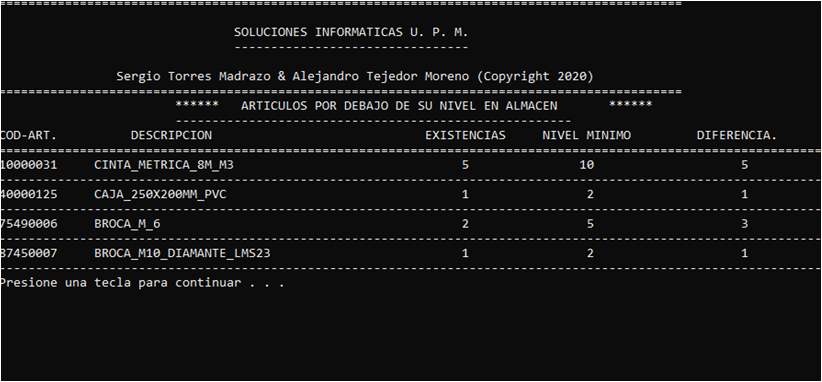 SOLUCIONES INFORMATICAS U. P. M.
Sergio Torres Madrazo & Alejandro Tejedor Moreno (Copyright 2020)
****** ARTICULOS POR DEBAJO DE SU NIVEL EN ALMACEN ******
COD-ART. DESCRIPCION EXISTENCIAS NIVEL MINIMO DIFERENCIA.
10000031 CINTA_METRICA_8M_M3 5 10 5
40000125 CAJA_250X200MM_PVC 1 2 1
75490006 BROCA_M_6 2 5 3
87450007 BROCA_M10_DIAMANTE_LMS23 1 2 1
Presione una tecla para continuar . . .